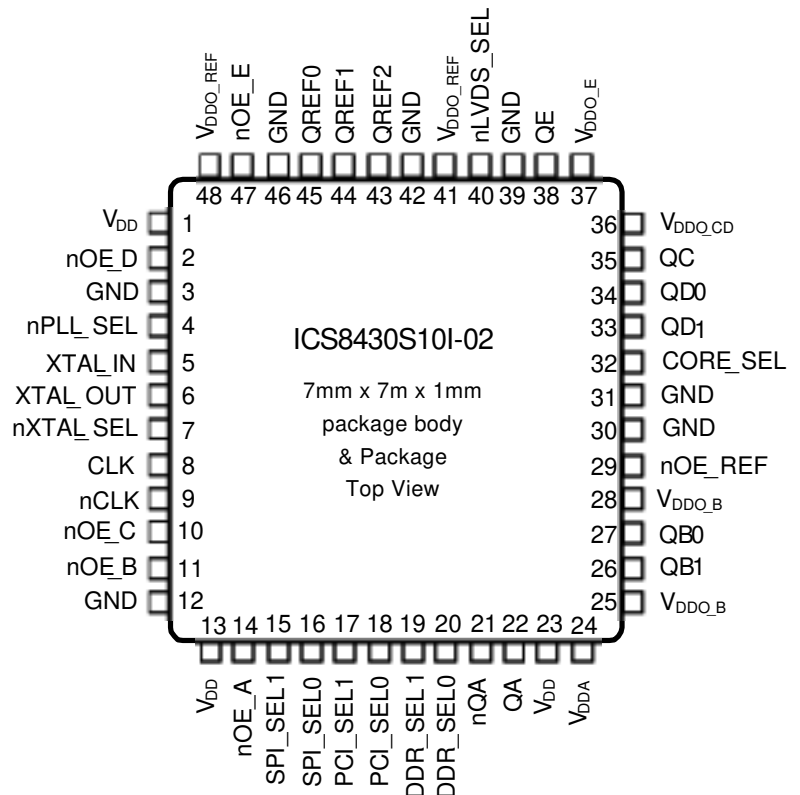 VDDO_REF
nOE_E
GND
QREF0
QREF1
QREF2
GND
VDDO_REF
nLVDS_SEL
GND
QE
VDDO_E
48 47 46 45 44 43 42 41 40 39 38 37
VDD 1
nOE_D 2
GND 3
nPLL_SEL 4
XTAL_IN 5
XTAL_OUT 6
nXTAL_SEL 7
CLK 8
nCLK 9
nOE_C 10
nOE_B 11
GND 12
ICS8430S10I-02
7mm x 7m x 1mm
package body
& Package
Top View
36 VDDO_CD
35 QC
34 QD0
33 QD1
32 CORE_SEL
31 GND
30 GND
29 nOE_REF
28 VDDO_B
27 QB0
26 QB1
25 VDDO_B
13 14 15 16 17 18 19 20 21 22 23 24
VDD
nOE_A
SPI_SEL1
SPI_SEL0
PCI_SEL1
PCI_SEL0
DDR_SEL1
DDR_SEL0
nQA
QA
VDD
VDDA